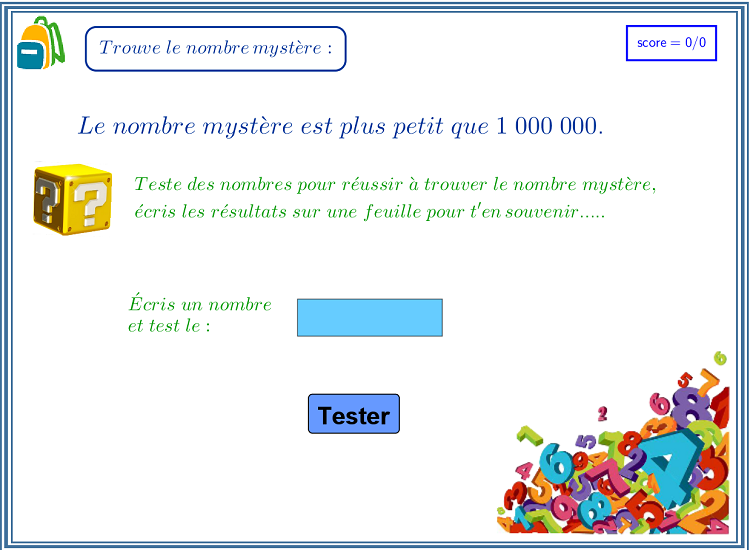 Trouve le nombre mystère :
score = 0/0
Le nombre mystère est plus petit que 1 000 000.
Teste des nombres pour réussir à trouver le nombre mystère,
écris les résultats sur une feuille pour t'en souvenir.....
Écris un nombre
et test le :
Tester